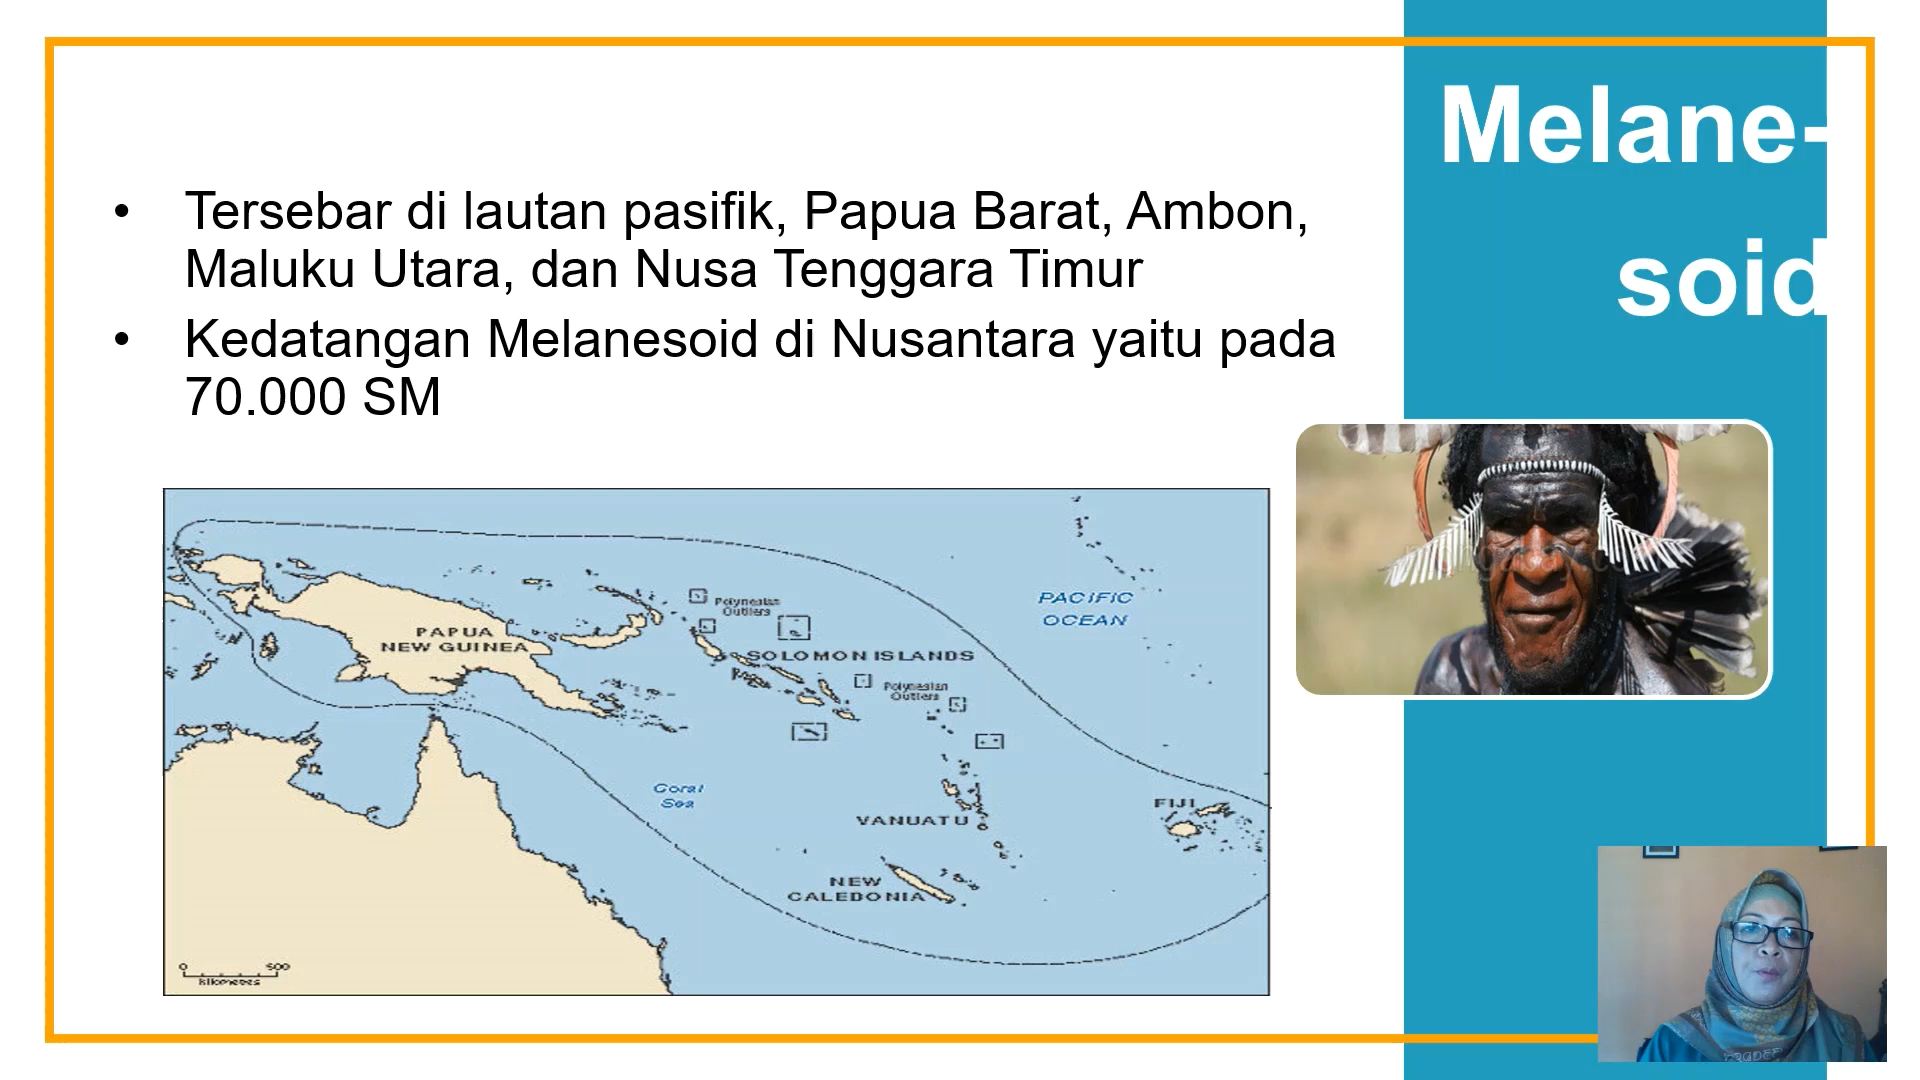 Melane-
soid
• Tersebar di lautan pasifik, Papua Barat, Ambon,
Maluku Utara, dan Nusa Tenggara Timur
• Kedatangan Melanesoid di Nusantara yaitu pada
70.000 SM
PACIFIC
OCEAN
Polynesian
Outliers
PAPUA
NEW GUINEA
SOLOMON ISLANDS
Polynesian
Outliers
Coral
Sea
VANUATU
FIJI
NEW
CALEDONIA
0 500
kilometres